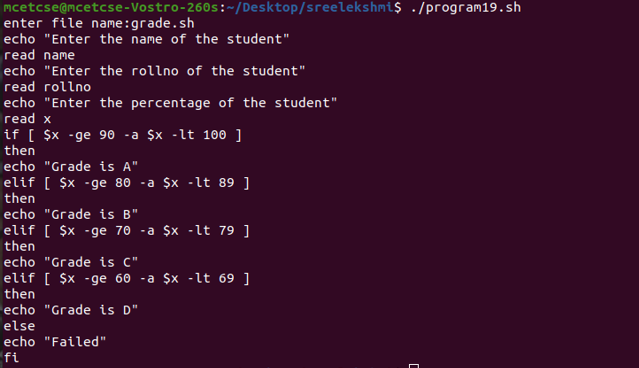 mcetcse@mcetcse-Vostro-260s:~/Desktop/sreelekshmi$ ./program19.sh
enter file name:grade.sh
echo "Enter the name of the student"
read name
echo "Enter the rollno of the student"
read rollno
echo "Enter the percentage of the student"
read x
if [ $x -ge 90 -a $x -lt 100 ]
then
echo "Grade is A"
elif [ $x -ge 80 -a $x -lt 89 ]
then
echo "Grade is B"
elif [ $x -ge 70 -a $x -lt 79 ]
then
echo "Grade is C"
elif [ $x -ge 60 -a $x -lt 69 ]
then
echo "Grade is D"
else
echo "Failed"
fi